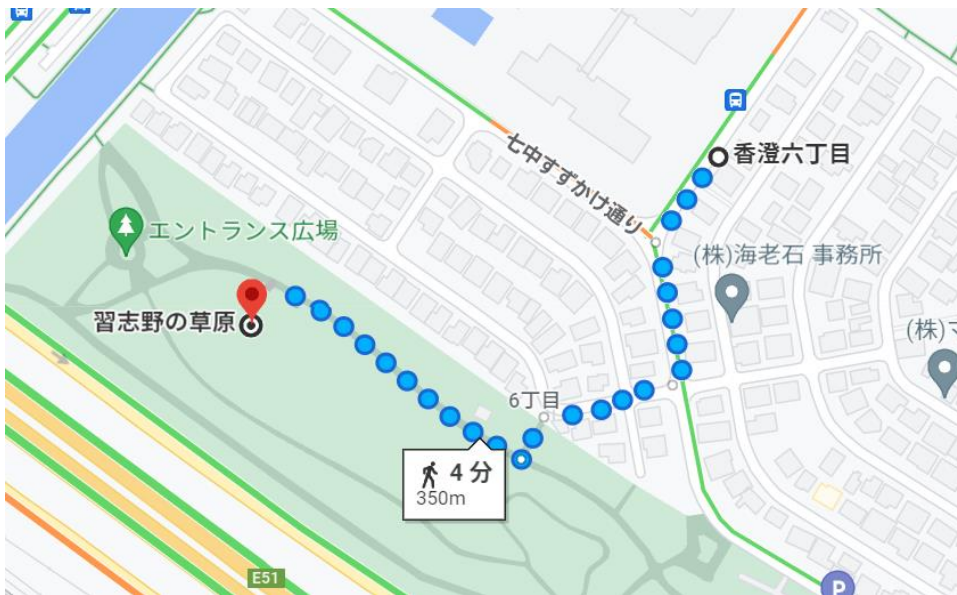 香澄六丁目
七中すずかけ通り
エントランス広場
(株)海老石 事務所
習志野の草原
(株)マ
6丁目
4 分
350m
E51
P